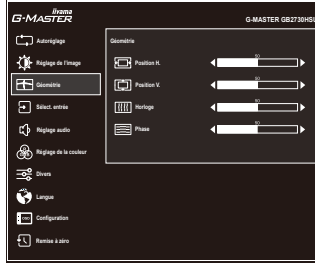 iiyama
G-MASTER
G-MASTER GB2730HSU
Autoréglage
Réglage de l'image
Géométrie
Sélect. entrée
Réglage audio
Réglage de la couleur
Divers
Langue
OSD
Configuration
Remise à zéro
Géométrie
Position H.
50
Position V.
50
Horloge
50
Phase
50